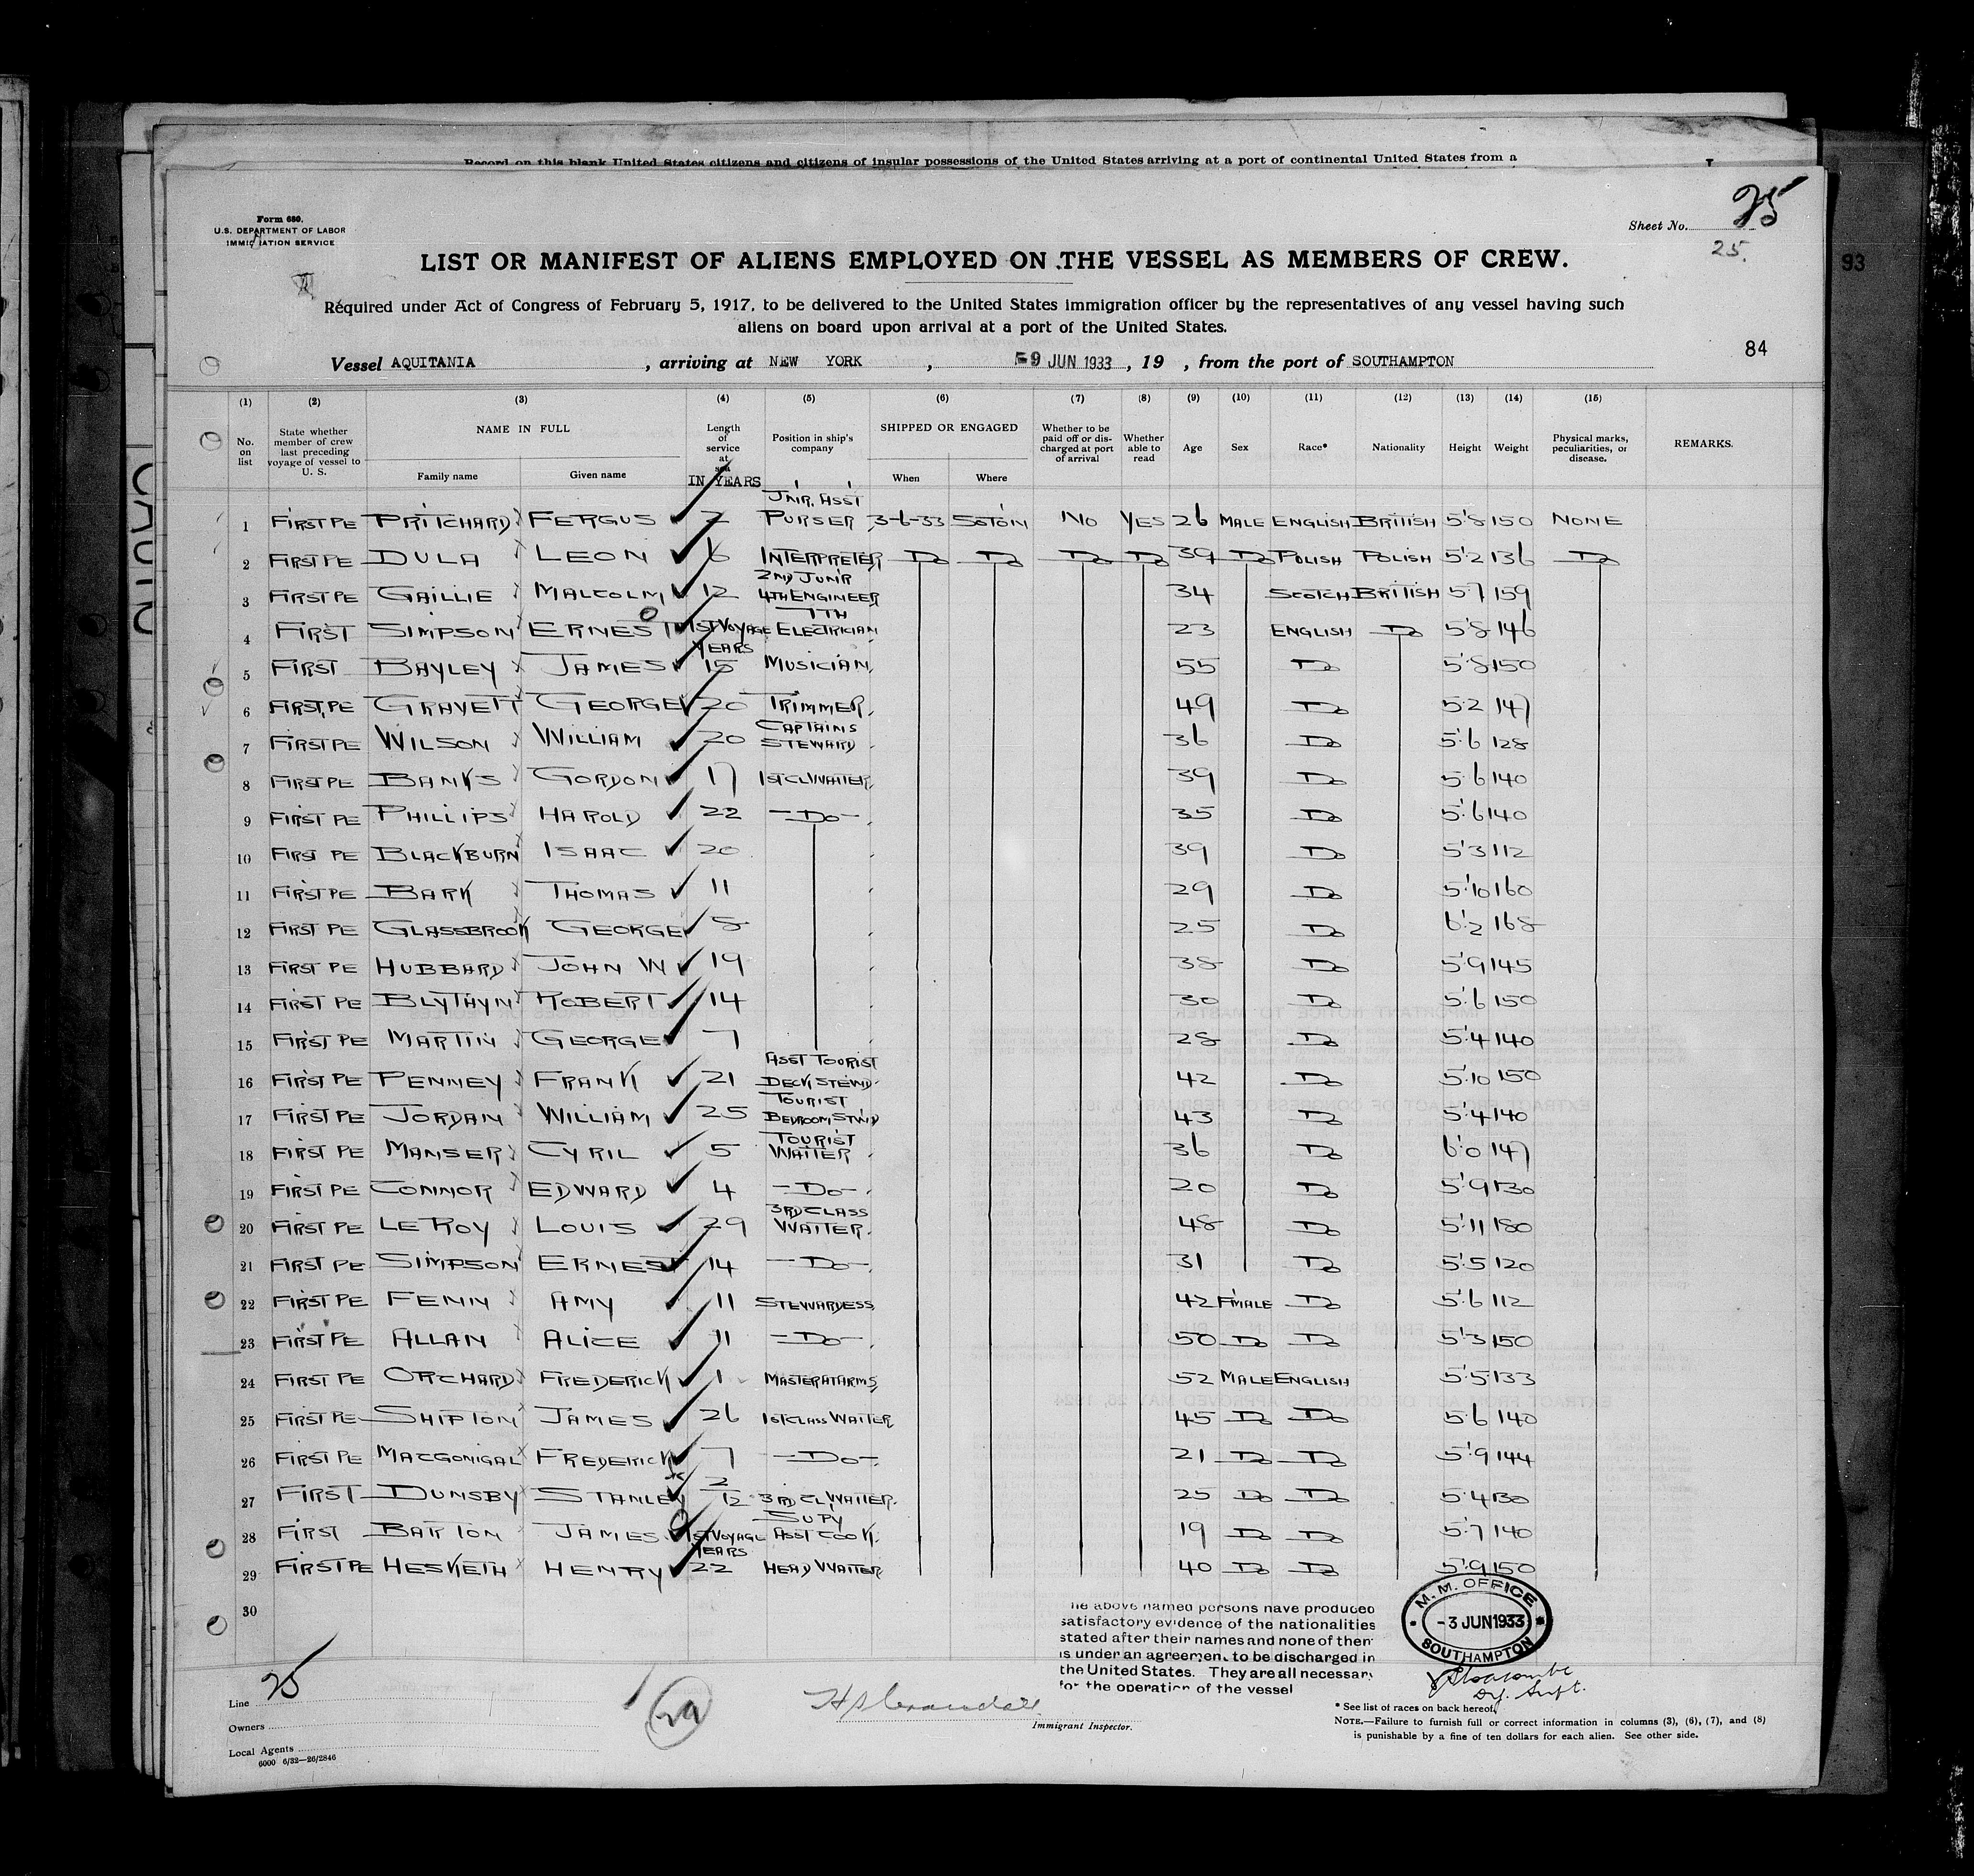 Record on this blank United States citizens and citizens of insular possessions of the United States arriving at a port of continental United States from a
Form 680.
U.S. DEPARTMENT OF LABOR
IMMIGRATION SERVICE
Sheet No. 25
25.
93
LIST OR MANIFEST OF ALIENS EMPLOYED ON THE VESSEL AS MEMBERS OF CREW.
Required under Act of Congress of February 5, 1917, to be delivered to the United States immigration officer by the representatives of any vessel having such
aliens on board upon arrival at a port of the United States.
84
Vessel AQUITANIA, arriving at NEW YORK, 9 JUN 1933, 19 , from the port of SOUTHAMPTON
(1) (2) (3) (4) (5) (6) (7) (8) (9) (10) (11) (12) (13) (14) (15)
No. on list State whether member of crew last preceding voyage of vessel to U. S. NAME IN FULL Family name Given name Length of service at sea IN YEARS Position in ship's company SHIPPED OR ENGAGED When Where Whether to be paid off or discharged at port of arrival Whether able to read Age Sex Race* Nationality Height Weight Physical marks, peculiarities, or disease. REMARKS.
1 FIRST PE PRITCHARD FERGUS 7 JNIR. ASST PURSER 3-6-33 SOTON NO YES 26 MALE ENGLISH BRITISH 5'8 150 NONE
2 FIRST PE DULA LEON 6 INTERPRETER Do Do Do Do 39 Do POLISH POLISH 5'2 136 Do
3 FIRST PE GAILLIE MALCOLM 12 2ND JUNR 4TH ENGINEER 34 SCOTCH BRITISH 5'7 159
4 FIRST SIMPSON ERNEST 1ST VOYAGE 7TH ELECTRICIAN 23 ENGLISH Do 5'8 146
5 FIRST BAYLEY JAMES YEARS 15 MUSICIAN 55 Do 5'8 150
6 FIRST PE GRAVETT GEORGE 20 TRIMMER 49 Do 5'2 147
7 FIRST PE WILSON WILLIAM 20 CAPTAINS STEWARD 36 Do 5'6 128
8 FIRST PE BANKS GORDON 17 1ST CL WAITER 39 Do 5'6 140
9 FIRST PE PHILLIPS HAROLD 22 -Do- 35 Do 5'6 140
10 FIRST PE BLACKBURN ISAAC 20 39 Do 5'3 112
11 FIRST PE BARK THOMAS 11 29 Do 5'10 160
12 FIRST PE GLASSBROOK GEORGE 8 25 Do 6'2 168
13 FIRST PE HUBBARD JOHN W 19 38 Do 5'9 145
14 FIRST PE BLYTHYN ROBERT 14 30 Do 5'6 150
15 FIRST PE MARTIN GEORGE 7 28 Do 5'4 140
16 FIRST PE PENNEY FRANK 21 ASST TOURIST DECK STEWD 42 Do 5'10 150
17 FIRST PE JORDAN WILLIAM 25 TOURIST BEDROOM STWD 43 Do 5'4 140
18 FIRST PE MANSER CYRIL 5 TOURIST WAITER 36 Do 6'0 147
19 FIRST PE CONNOR EDWARD 4 -Do- 20 Do 5'9 130
20 FIRST PE LEROY LOUIS 29 3RD CLASS WAITER 48 Do 5'11 180
21 FIRST PE SIMPSON ERNEST 14 -Do- 31 Do 5'5 120
22 FIRST PE FENN AMY 11 STEWARDESS 42 F'MALE Do 5'6 112
23 FIRST PE ALLAN ALICE 11 -Do- 50 Do Do 5'3 150
24 FIRST PE ORCHARD FREDERICK 1 MASTER AT ARMS 52 MALE ENGLISH 5'5 133
25 FIRST PE SHIPTON JAMES 26 1ST CLASS WAITER 45 Do Do 5'6 140
26 FIRST PE MACGONIGAL FREDERICK 7 -Do- 21 Do Do 5'9 144
27 FIRST DUNSBY STANLEY 2/12 3RD CL WAITER 25 Do Do 5'4 130
28 FIRST BARTON JAMES 1ST VOYAGE SUPY ASST COOK 19 Do Do 5'7 140
29 FIRST PE HESKETH HENRY YEARS 22 HEAD WAITER 40 Do Do 5'9 150
30
The above named persons have produced
satisfactory evidence of the nationalities
stated after their names and none of them
is under an agreement to be discharged in
the United States. They are all necessary
for the operation of the vessel
M. M. OFFICE
-3 JUN 1933
SOUTHAMPTON
Dy. Supt.
Line 25
Owners
Local Agents
6000 6/32—26/2846
29
Immigrant Inspector.
* See list of races on back hereof.
NOTE.—Failure to furnish full or correct information in columns (3), (6), (7), and (8)
is punishable by a fine of ten dollars for each alien. See other side.